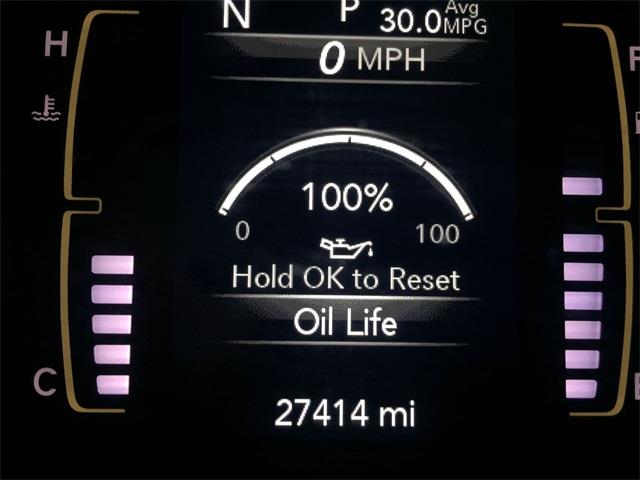 N P 30.0 Avg MPG
0 MPH
H
F
100%
0 100
Hold OK to Reset
Oil Life
C
E
27414 mi